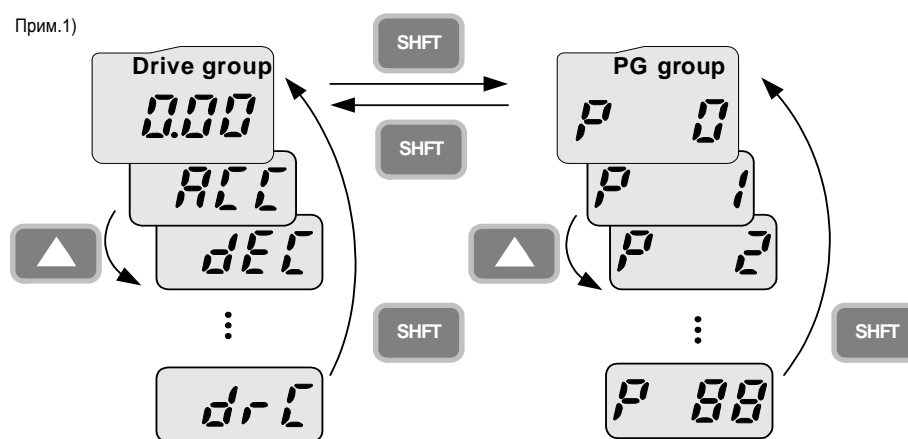 Прим.1)
SHFT
Drive group
PG group
0.00
P 0
SHFT
ACC
P 1
dEC
P 2
SHFT
SHFT
drC
P 88